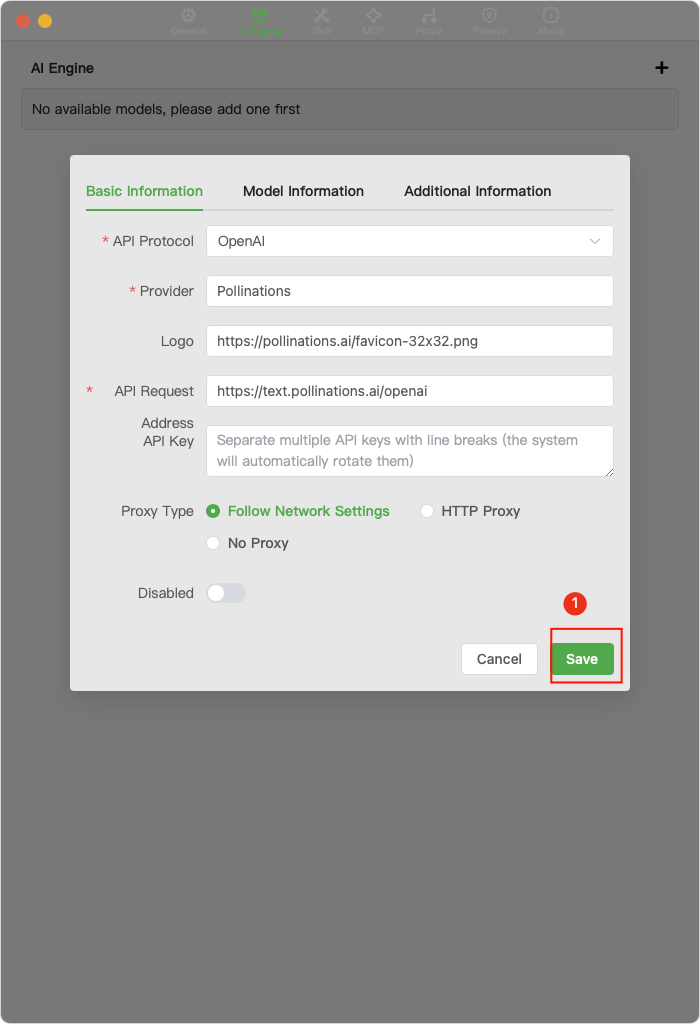 General AI Engine Skill MCP Proxy Privacy About
AI Engine
No available models, please add one first
Basic Information Model Information Additional Information
* API Protocol OpenAI
* Provider Pollinations
Logo https://pollinations.ai/favicon-32x32.png
* API Request https://text.pollinations.ai/openai
Address
API Key Separate multiple API keys with line breaks (the system
will automatically rotate them)
Proxy Type Follow Network Settings HTTP Proxy
No Proxy
Disabled
1
Cancel Save